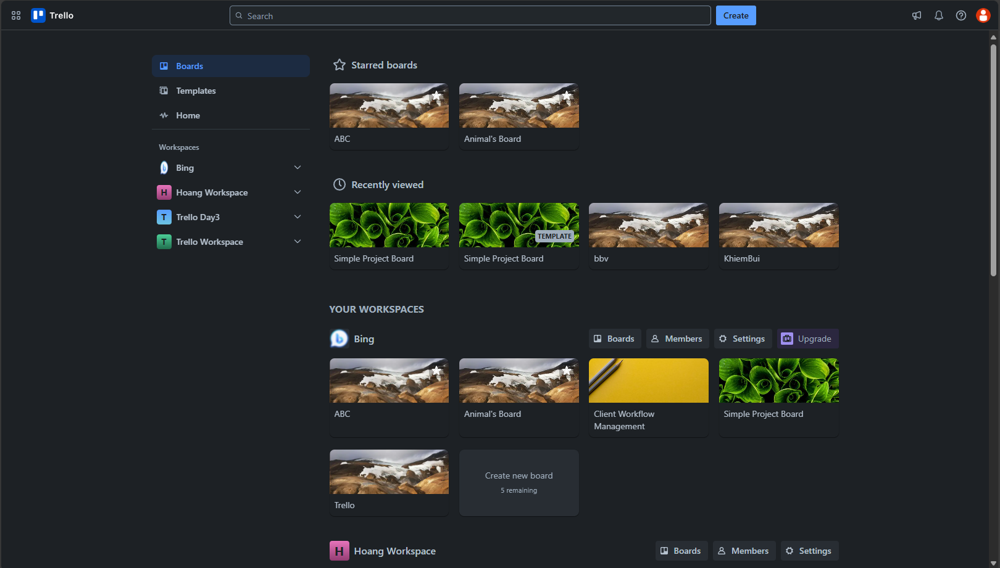 Trello
Search
Create
Boards
Templates
Home
Workspaces
Bing
H Hoang Workspace
T Trello Day3
T Trello Workspace
Starred boards
ABC
Animal's Board
Recently viewed
Simple Project Board
TEMPLATE
Simple Project Board
bbv
KhiemBui
YOUR WORKSPACES
b Bing
Boards
Members
Settings
Upgrade
ABC
Animal's Board
Client Workflow
Management
Simple Project Board
Trello
Create new board
5 remaining
H Hoang Workspace
Boards
Members
Settings